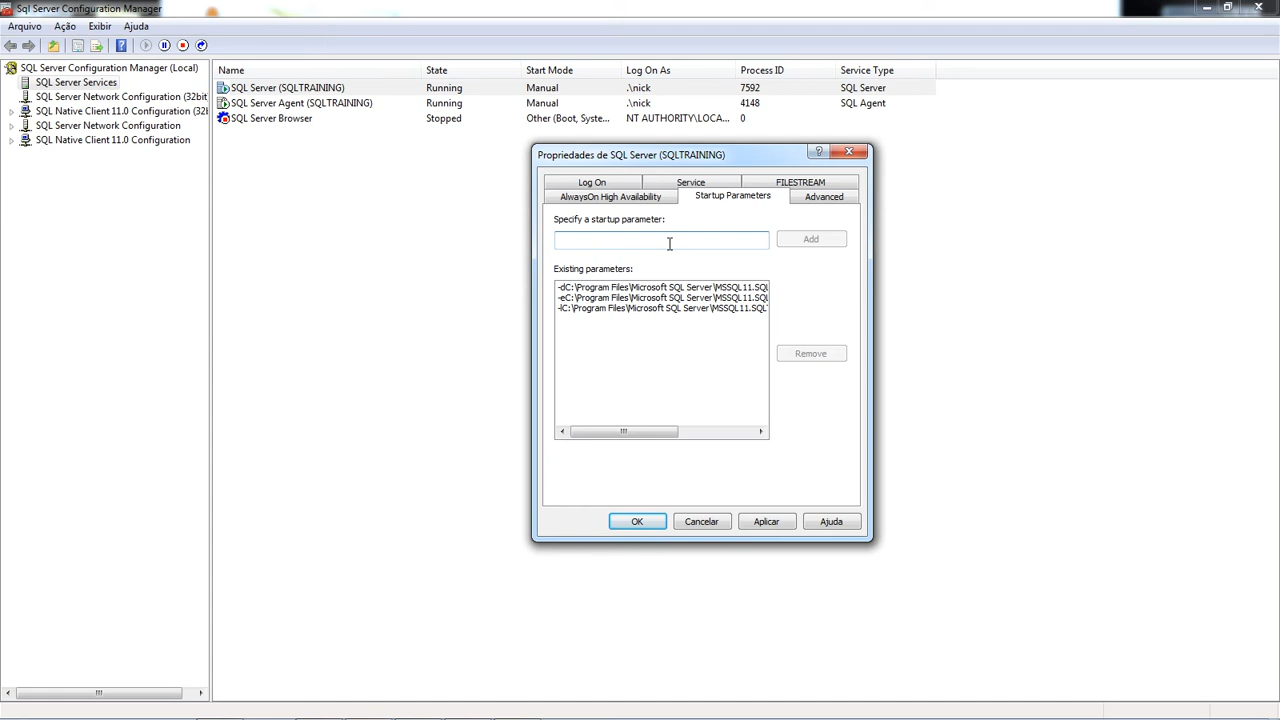 Sql Server Configuration Manager
Arquivo Ação Exibir Ajuda
SQL Server Configuration Manager (Local)
SQL Server Services
SQL Server Network Configuration (32bit
SQL Native Client 11.0 Configuration (32l
SQL Server Network Configuration
SQL Native Client 11.0 Configuration
Name State Start Mode Log On As Process ID Service Type
SQL Server (SQLTRAINING) Running Manual .\nick 7592 SQL Server
SQL Server Agent (SQLTRAINING) Running Manual .\nick 4148 SQL Agent
SQL Server Browser Stopped Other (Boot, Syste... NT AUTHORITY\LOCA... 0
Propriedades de SQL Server (SQLTRAINING)
Log On Service FILESTREAM
AlwaysOn High Availability Startup Parameters Advanced
Specify a startup parameter:
Add
Existing parameters:
-dC:\Program Files\Microsoft SQL Server\MSSQL11.SQL
-eC:\Program Files\Microsoft SQL Server\MSSQL11.SQL
-lC:\Program Files\Microsoft SQL Server\MSSQL11.SQL
Remove
OK Cancelar Aplicar Ajuda